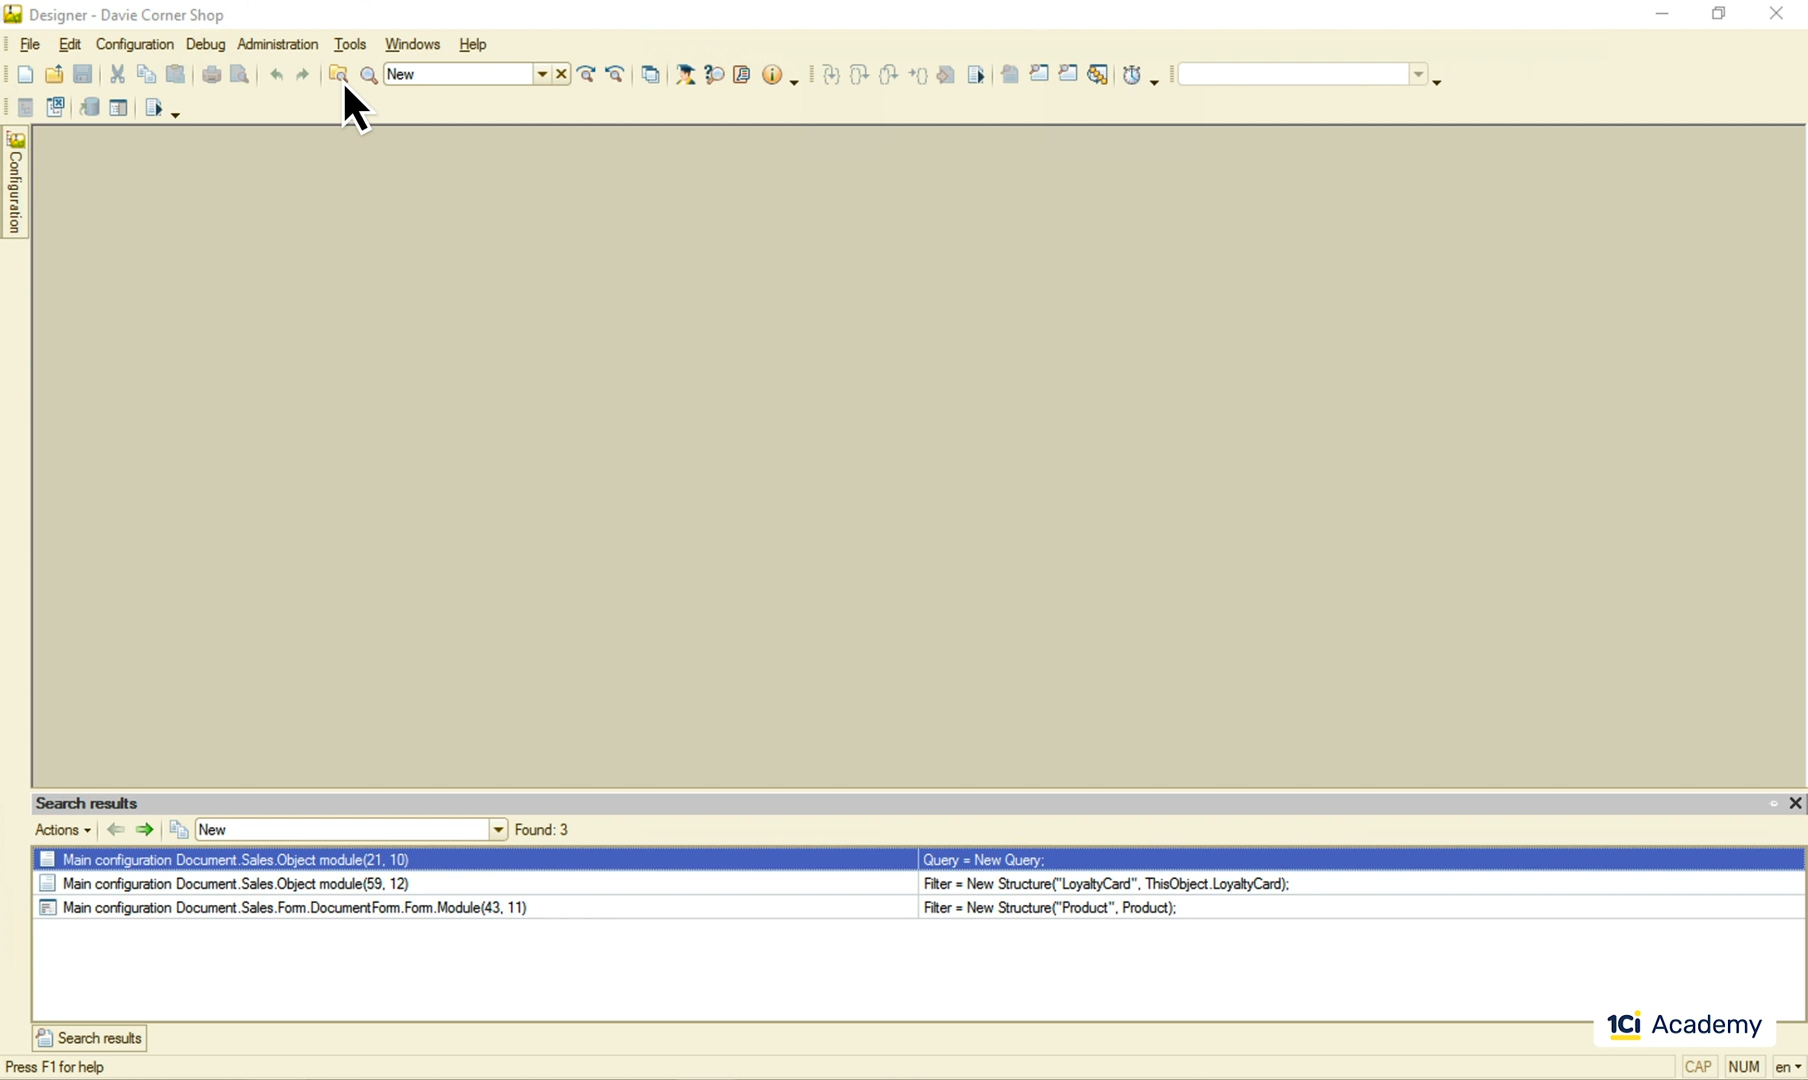 Designer - Davie Corner Shop
File Edit Configuration Debug Administration Tools Windows Help
New
Configuration
Search results
Actions New Found: 3
Main configuration Document.Sales.Object module(21, 10) Query = New Query;
Main configuration Document.Sales.Object module(59, 12) Filter = New Structure("LoyaltyCard", ThisObject.LoyaltyCard);
Main configuration Document.Sales.Form.DocumentForm.Form.Module(43, 11) Filter = New Structure("Product", Product);
1Ci Academy
Search results
Press F1 for help CAP NUM en